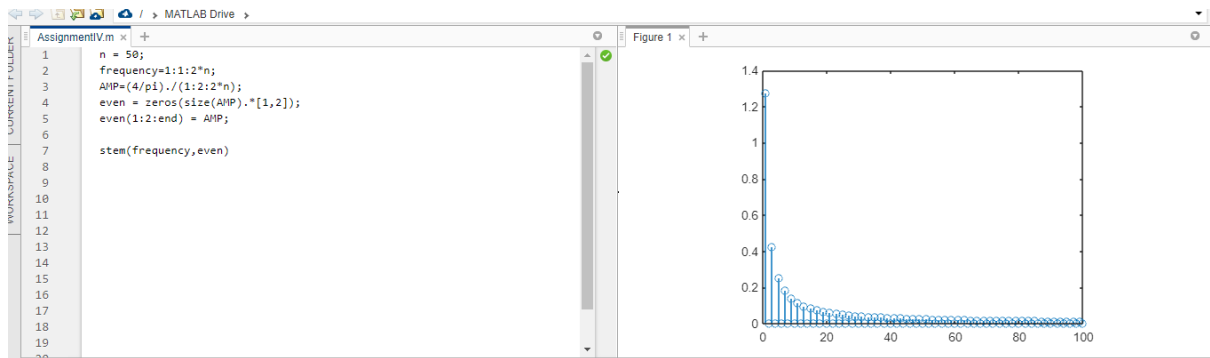 / › MATLAB Drive ›
CURRENT FOLDER
WORKSPACE
AssignmentIV.m × +
Figure 1 × +
1 n = 50;
2 frequency=1:1:2*n;
3 AMP=(4/pi)./(1:2:2*n);
4 even = zeros(size(AMP).*[1,2]);
5 even(1:2:end) = AMP;
6
7 stem(frequency,even)
8
9
10
11
12
13
14
15
16
17
18
19
20
1.4
1.2
1
0.8
0.6
0.4
0.2
0
0 20 40 60 80 100